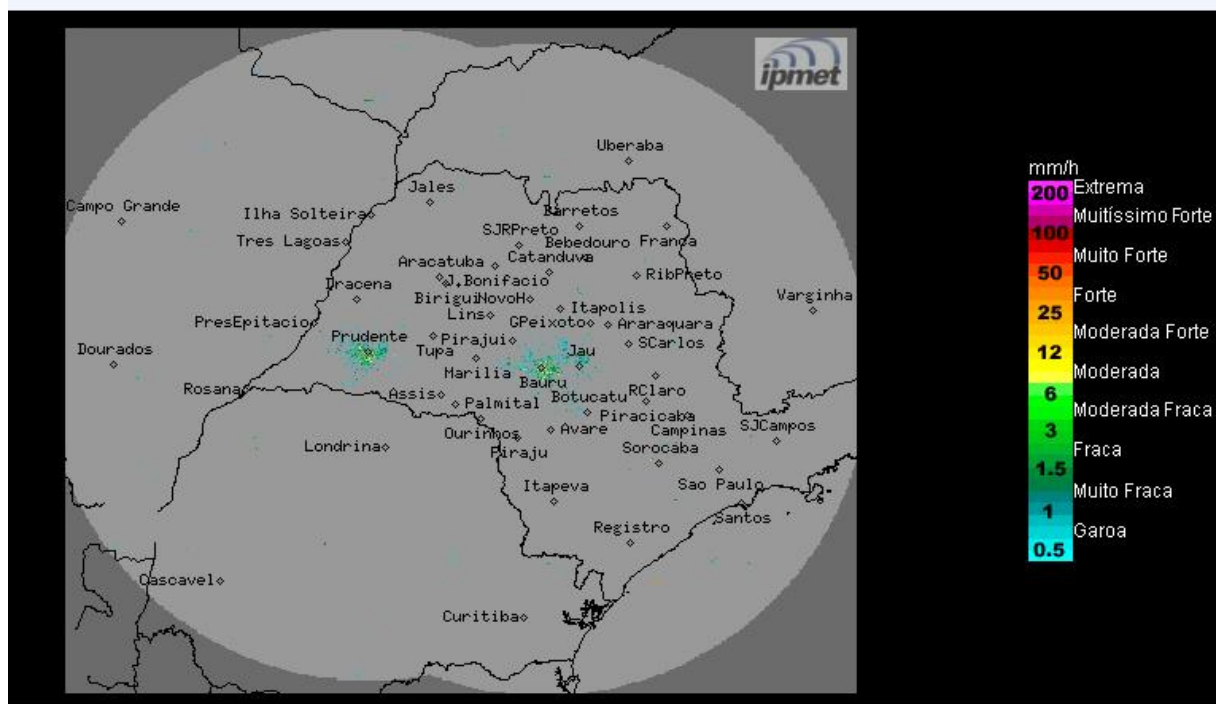 ipmet
Uberaba
Jales
Campo Grande
Ilha Solteira
Barretos
SJRPreto
Tres Lagoas
Bebedouro
Franca
Catanduva
Aracatuba
J.Bonifacio
RibPreto
Dracena
Birigui
NovoH
Varginha
Lins
Itapolis
PresEpitacio
GPeixoto
Araraquara
Prudente
Pirajui
SCarlos
Dourados
Tupa
Jau
Marilia
Bauru
Rosana
Assis
Palmital
Botucatu
RClaro
Piracicaba
Ourinhos
Avare
Campinas
SJCampos
Londrina
Piraju
Sorocaba
Itapeva
Sao Paulo
Santos
Registro
Cascavel
Curitiba
mm/h
200 Extrema
Muitíssimo Forte
100
Muito Forte
50
Forte
25
Moderada Forte
12
Moderada
6
Moderada Fraca
3
Fraca
1.5
Muito Fraca
1
Garoa
0.5